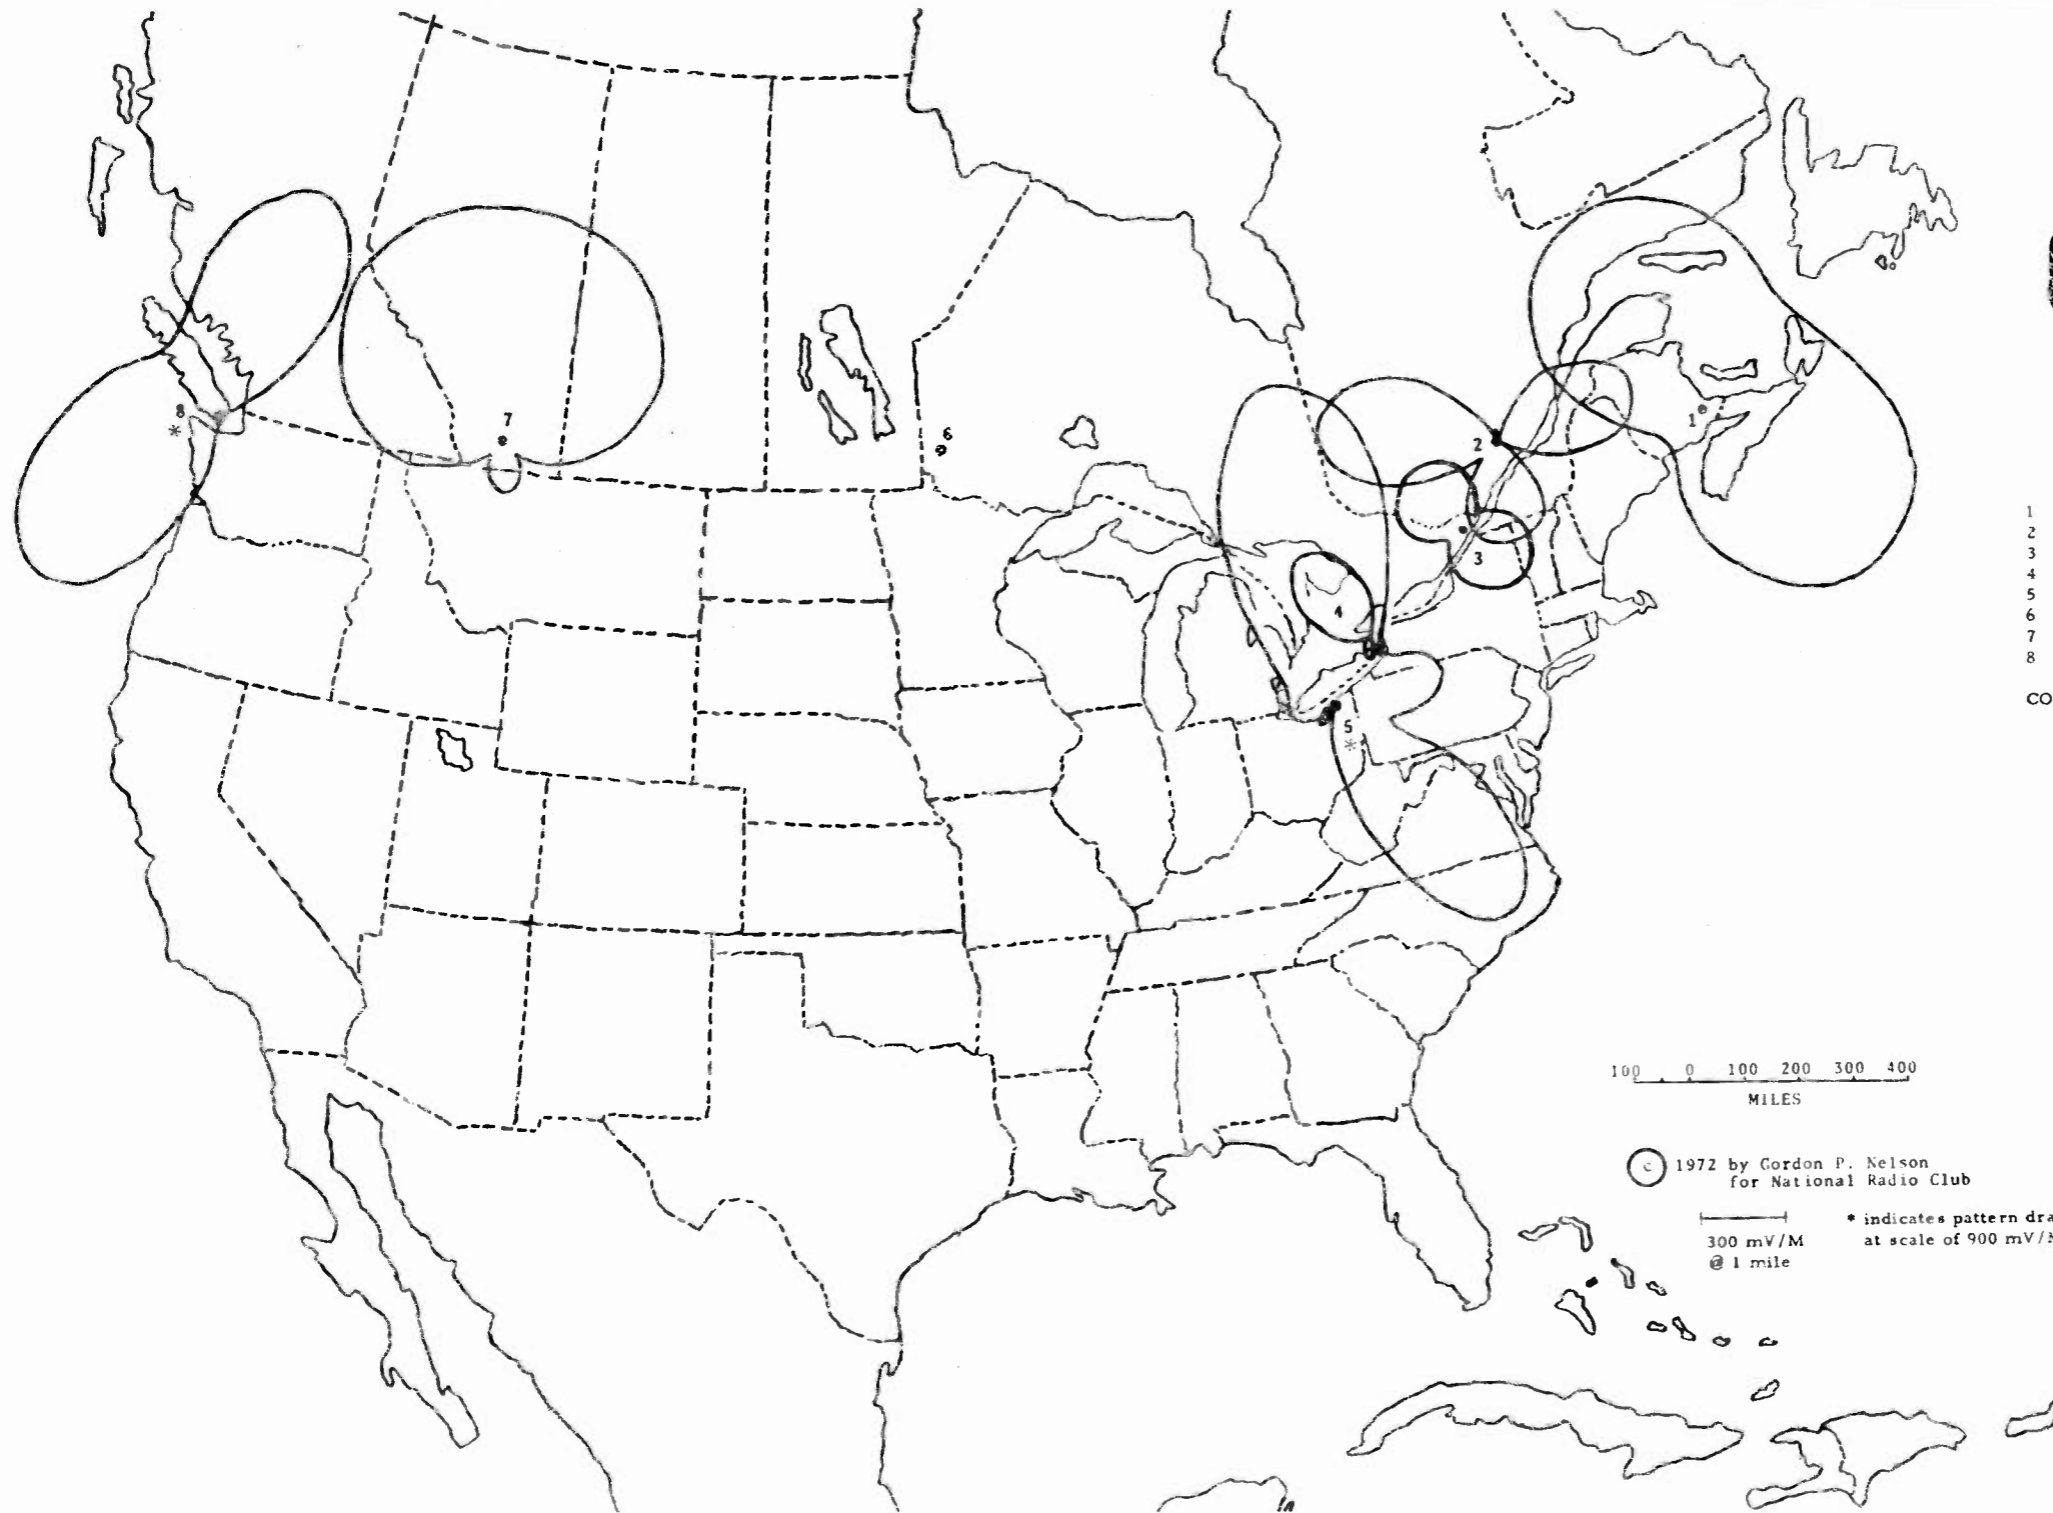 8
*
7
6
2
1
3
4
5
*
1
2
3
4
5
6
7
8
CO
100 0 100 200 300 400
MILES
c 1972 by Gordon P. Nelson
for National Radio Club
300 mV/M
@ 1 mile
* indicates pattern dra
at scale of 900 mV/M